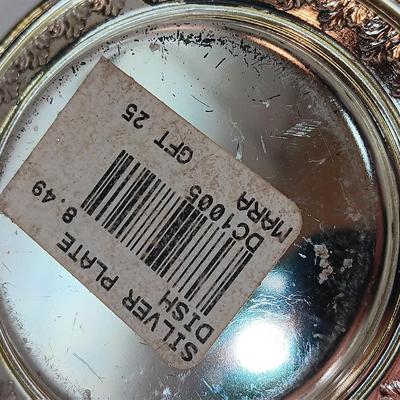 SILVER PLATE 8.49
DISH
DC1005 GFT 25
MARA